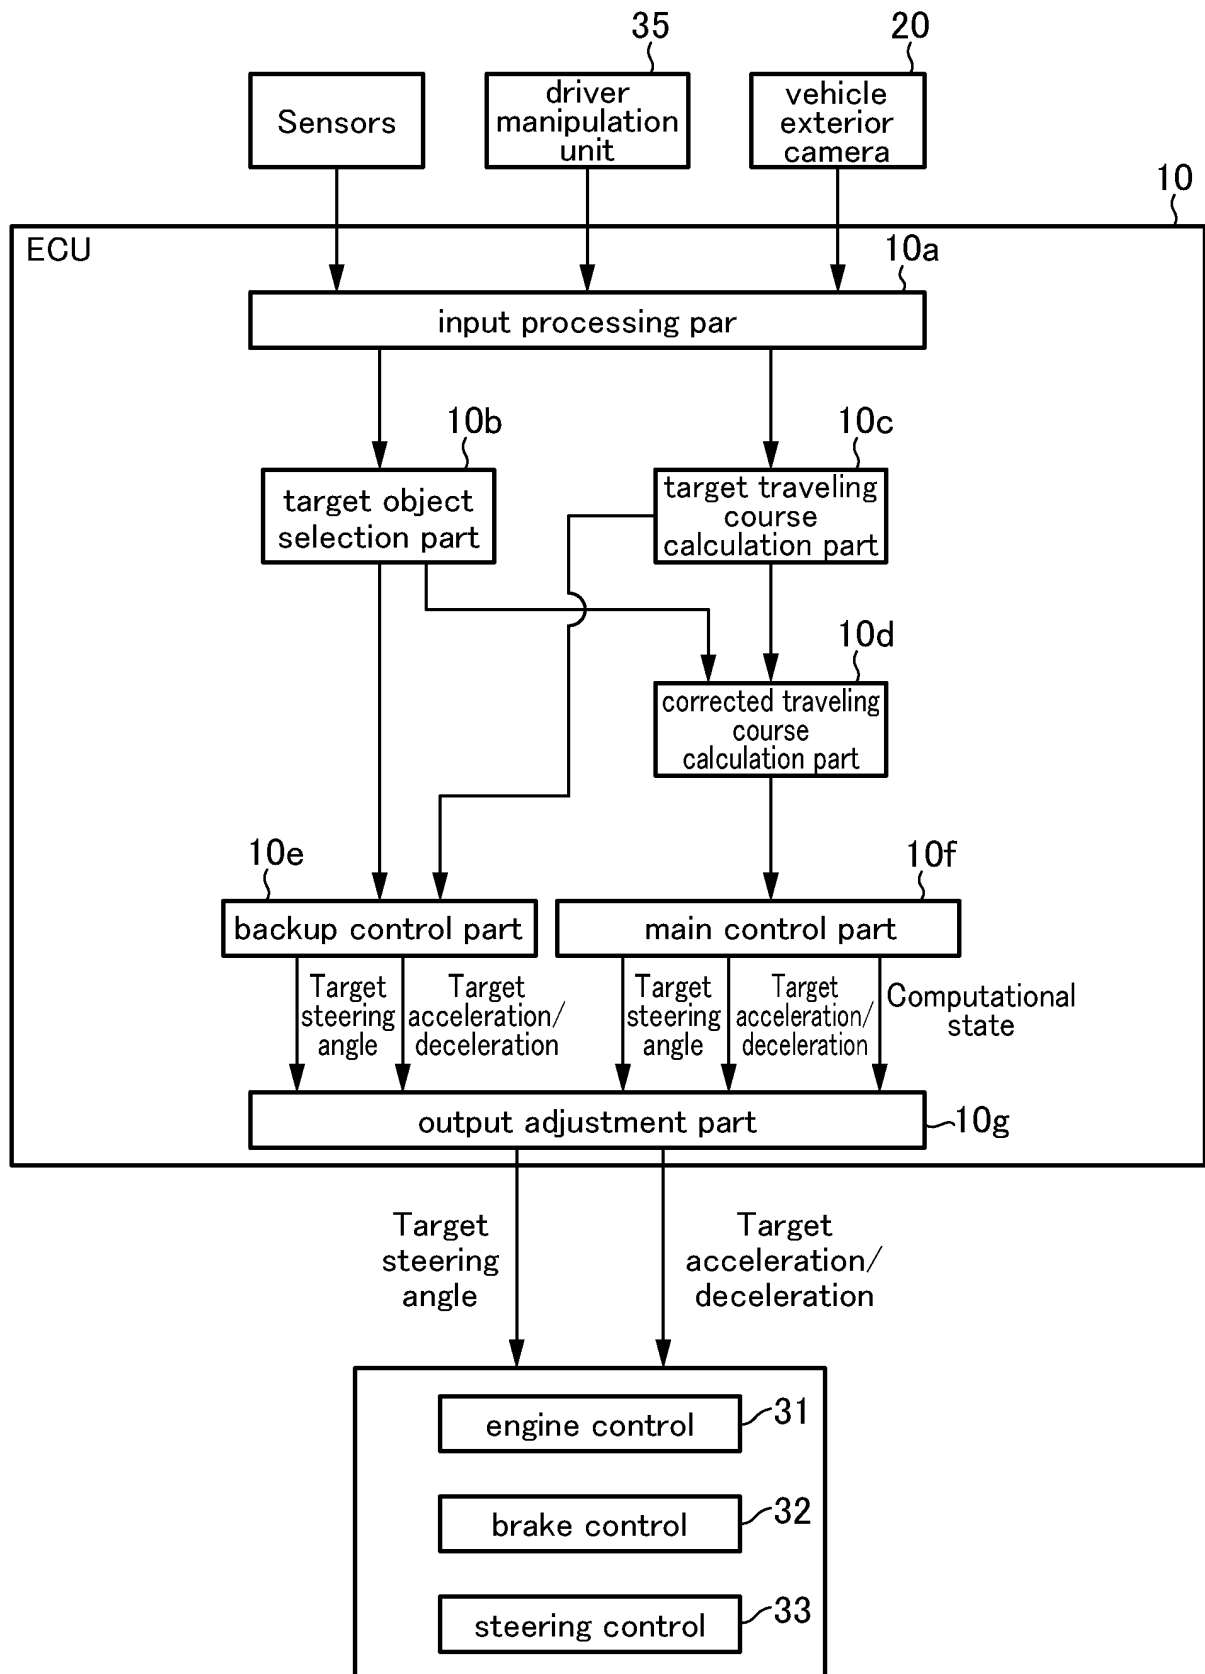 35
20
Sensors
driver
manipulation
unit
vehicle
exterior
camera
10
ECU
10a
input processing par
10b
10c
target object
selection part
target traveling
course
calculation part
10d
corrected traveling
course
calculation part
10e
10f
backup control part
main control part
Target
steering
angle
Target
acceleration/
deceleration
Target
steering
angle
Target
acceleration/
deceleration
Computational
state
output adjustment part
10g
Target
steering
angle
Target
acceleration/
deceleration
engine control
31
brake control
32
steering control
33